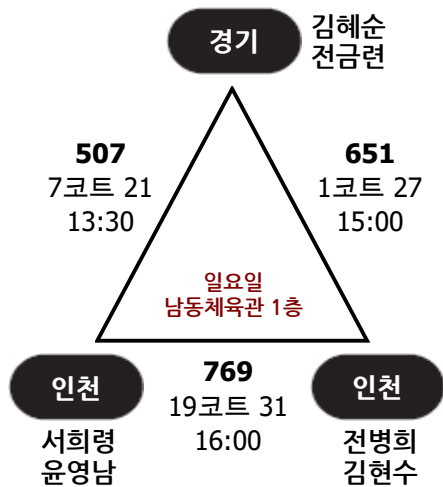 경기
김혜순
전금련
507
7코트 21
13:30
651
1코트 27
15:00
일요일
남동체육관 1층
인천
서희령
윤영남
769
19코트 31
16:00
인천
전병희
김현수